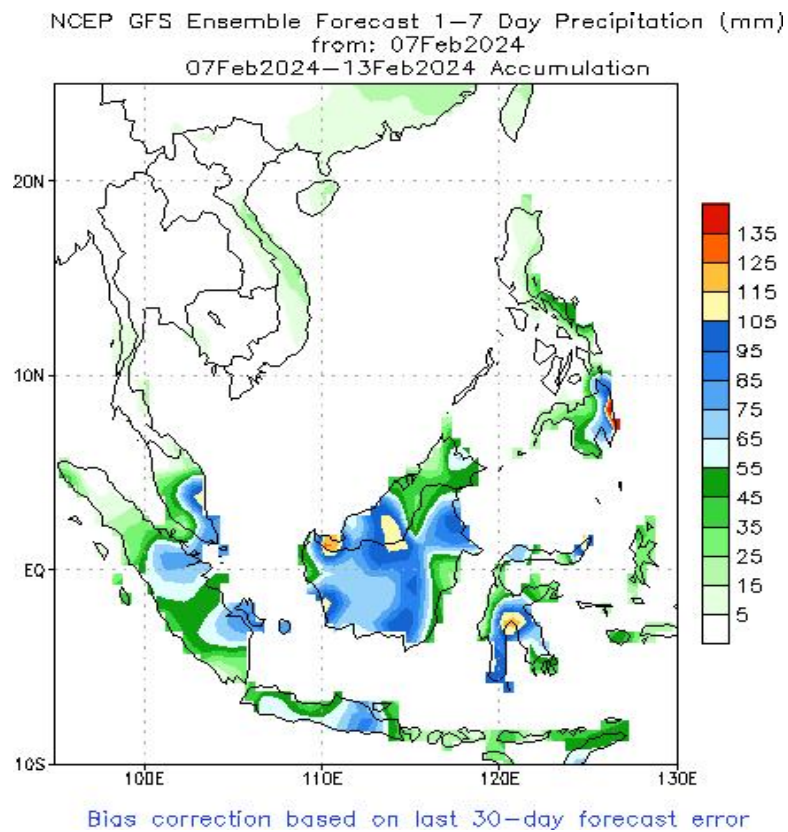 NCEP GFS Ensemble Forecast 1–7 Day Precipitation (mm)
from: 07Feb2024
07Feb2024–13Feb2024 Accumulation
20N
10N
EQ
10S
100E
110E
120E
130E
135
125
115
105
95
85
75
65
55
45
35
25
15
5
Bias correction based on last 30–day forecast error